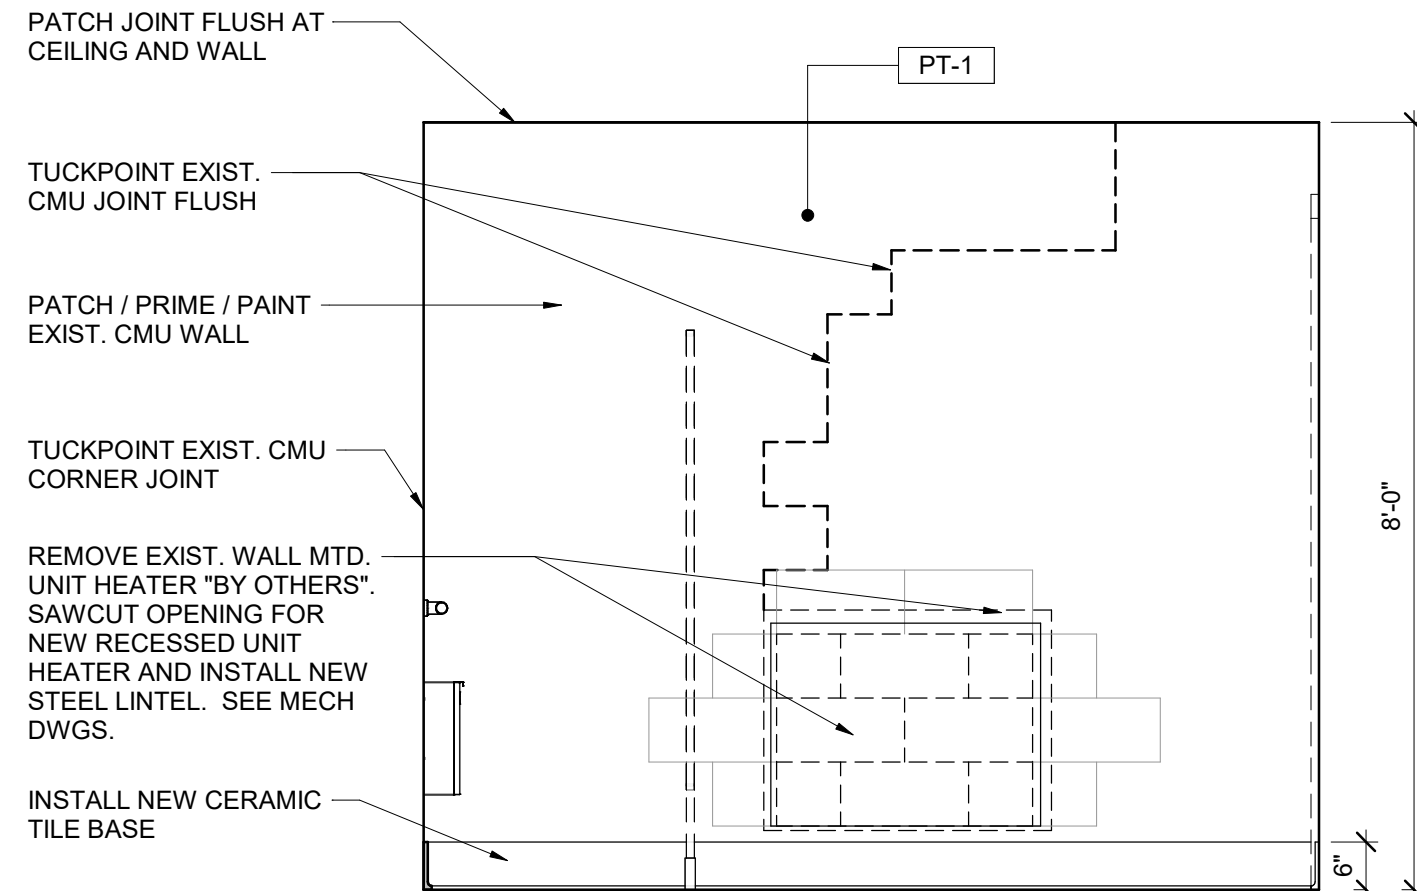 PATCH JOINT FLUSH AT
CEILING AND WALL
PT-1
TUCKPOINT EXIST.
CMU JOINT FLUSH
PATCH / PRIME / PAINT
EXIST. CMU WALL
TUCKPOINT EXIST. CMU
CORNER JOINT
REMOVE EXIST. WALL MTD.
UNIT HEATER "BY OTHERS".
SAWCUT OPENING FOR
NEW RECESSED UNIT
HEATER AND INSTALL NEW
STEEL LINTEL.  SEE MECH
DWGS.
INSTALL NEW CERAMIC
TILE BASE
8'-0"
6"